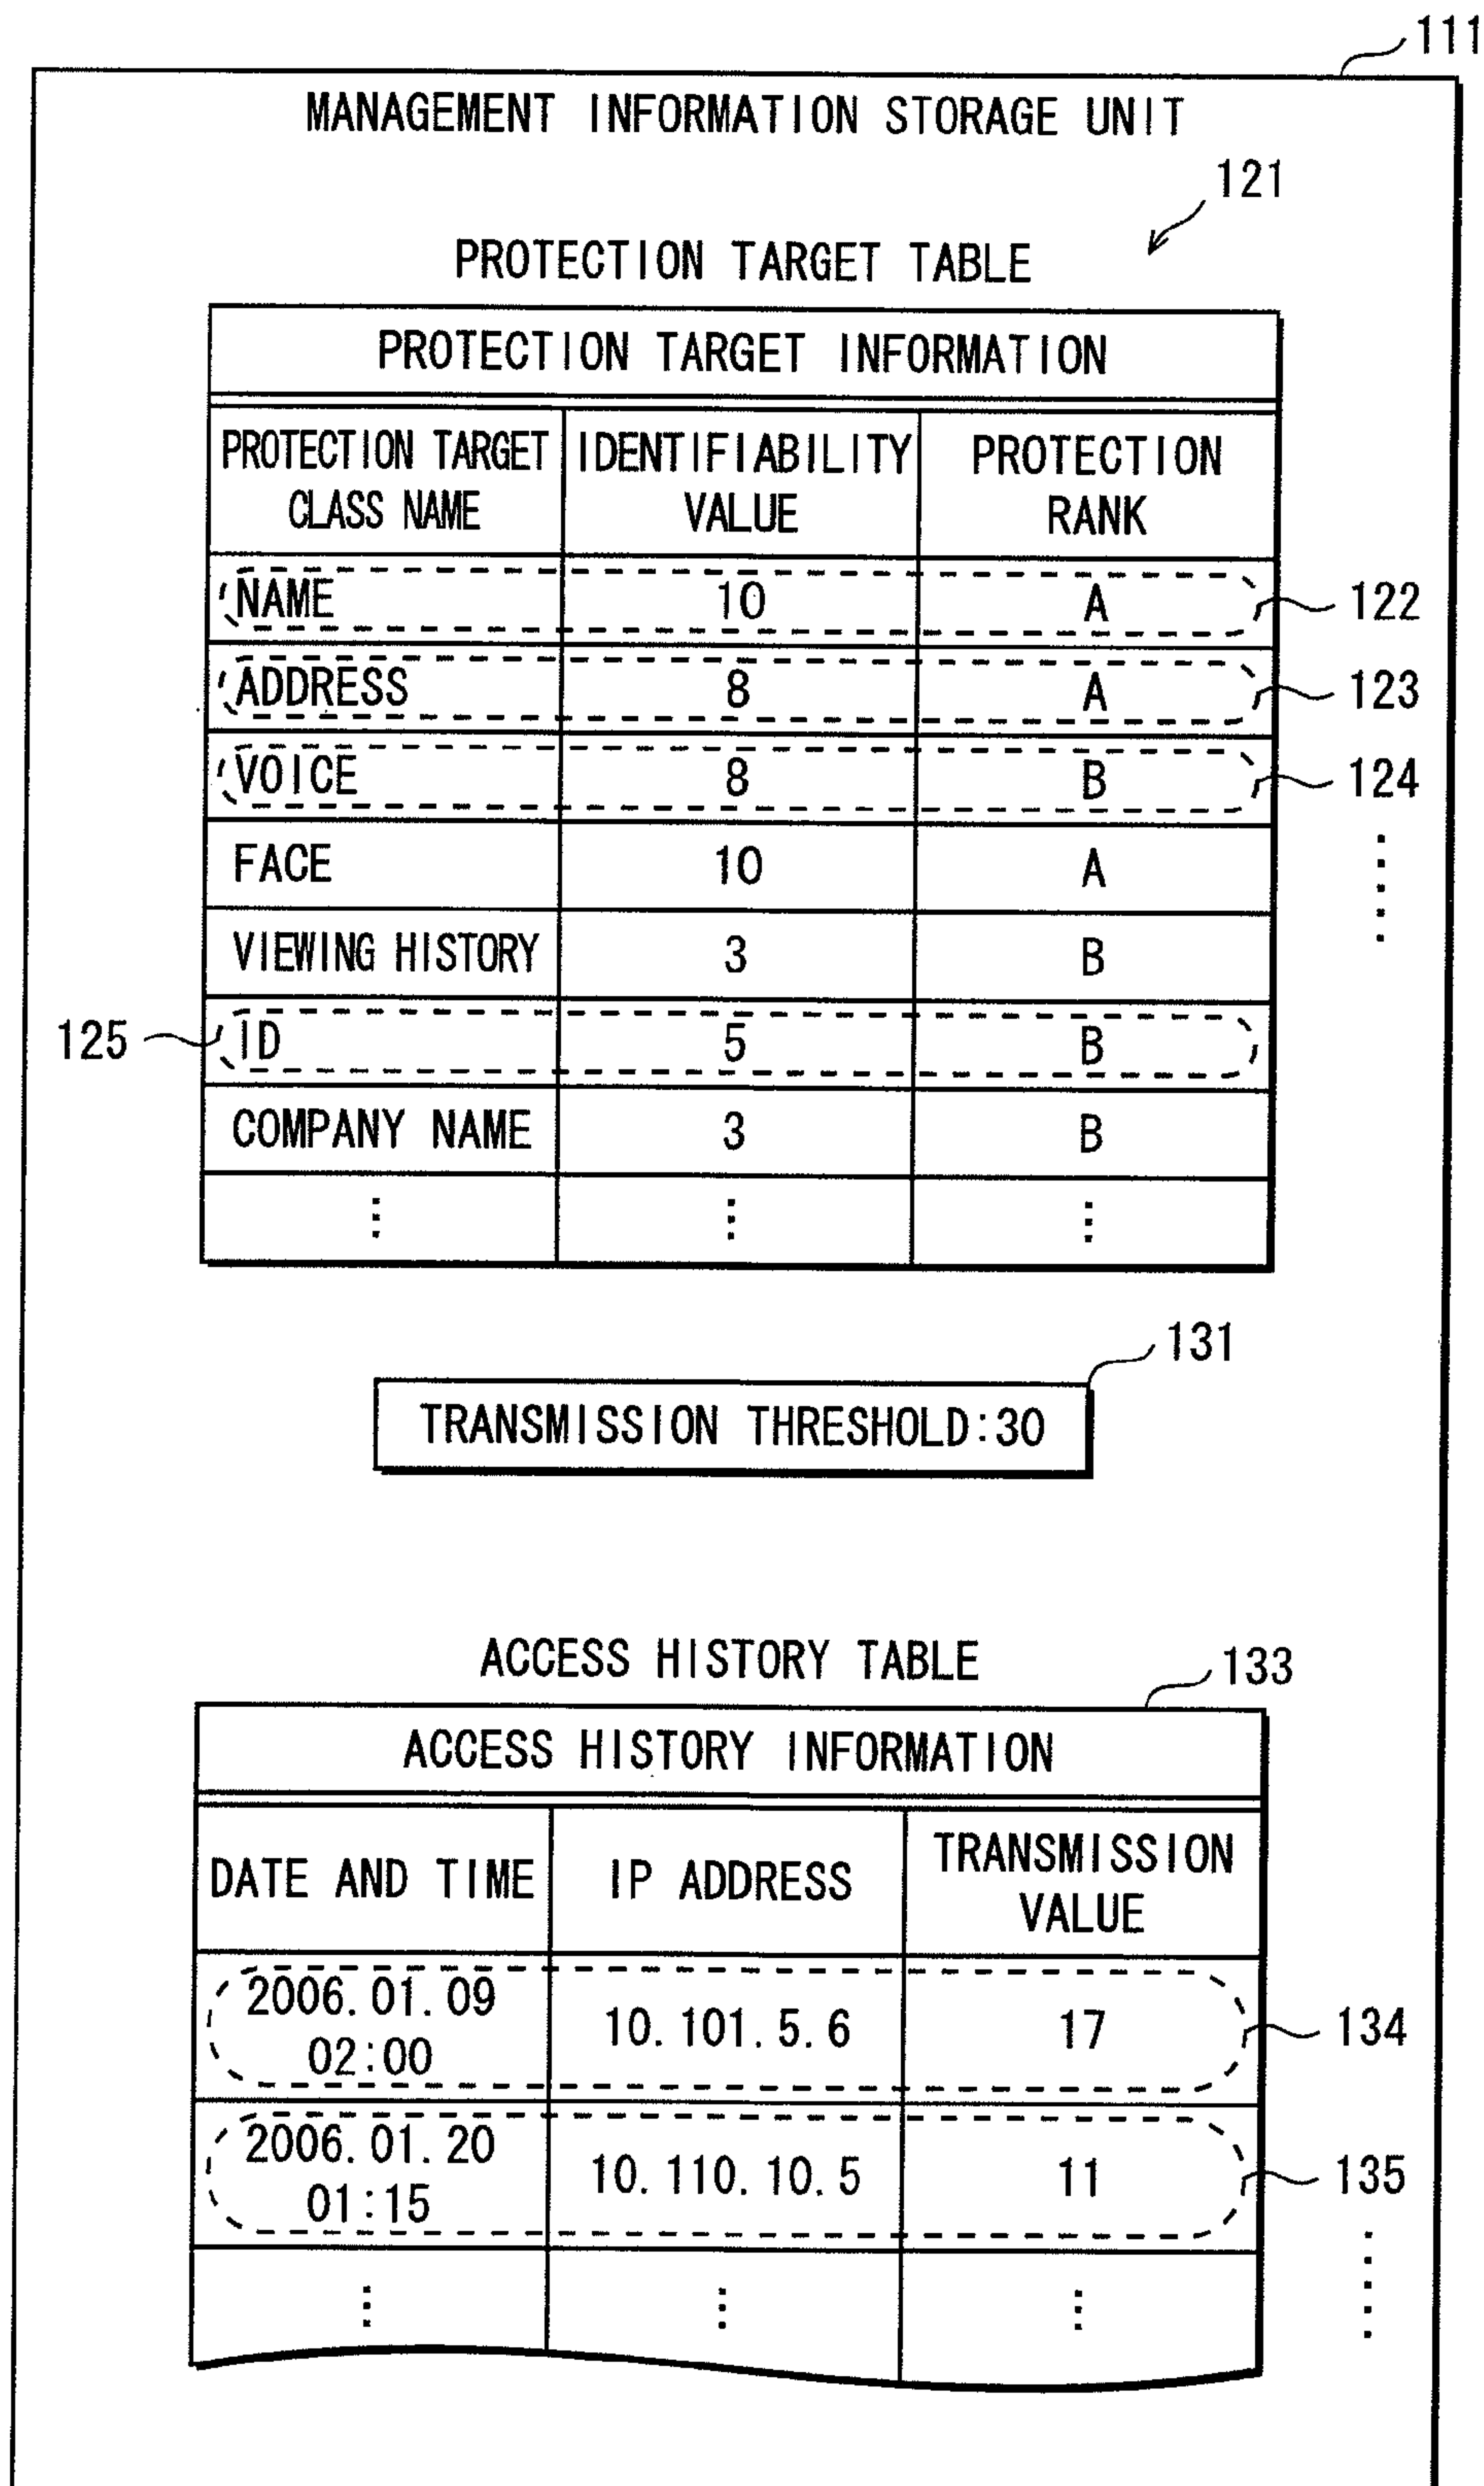 111
MANAGEMENT INFORMATION STORAGE UNIT
121
PROTECTION TARGET TABLE
PROTECTION TARGET INFORMATION
PROTECTION TARGET CLASS NAME IDENTIFIABILITY VALUE PROTECTION RANK
NAME 10 A 122
ADDRESS 8 A 123
VOICE 8 B 124
FACE 10 A
VIEWING HISTORY 3 B
125 ID 5 B
COMPANY NAME 3 B
131
TRANSMISSION THRESHOLD:30
ACCESS HISTORY TABLE
133
ACCESS HISTORY INFORMATION
DATE AND TIME IP ADDRESS TRANSMISSION VALUE
2006.01.09 02:00 10.101.5.6 17 134
2006.01.20 01:15 10.110.10.5 11 135